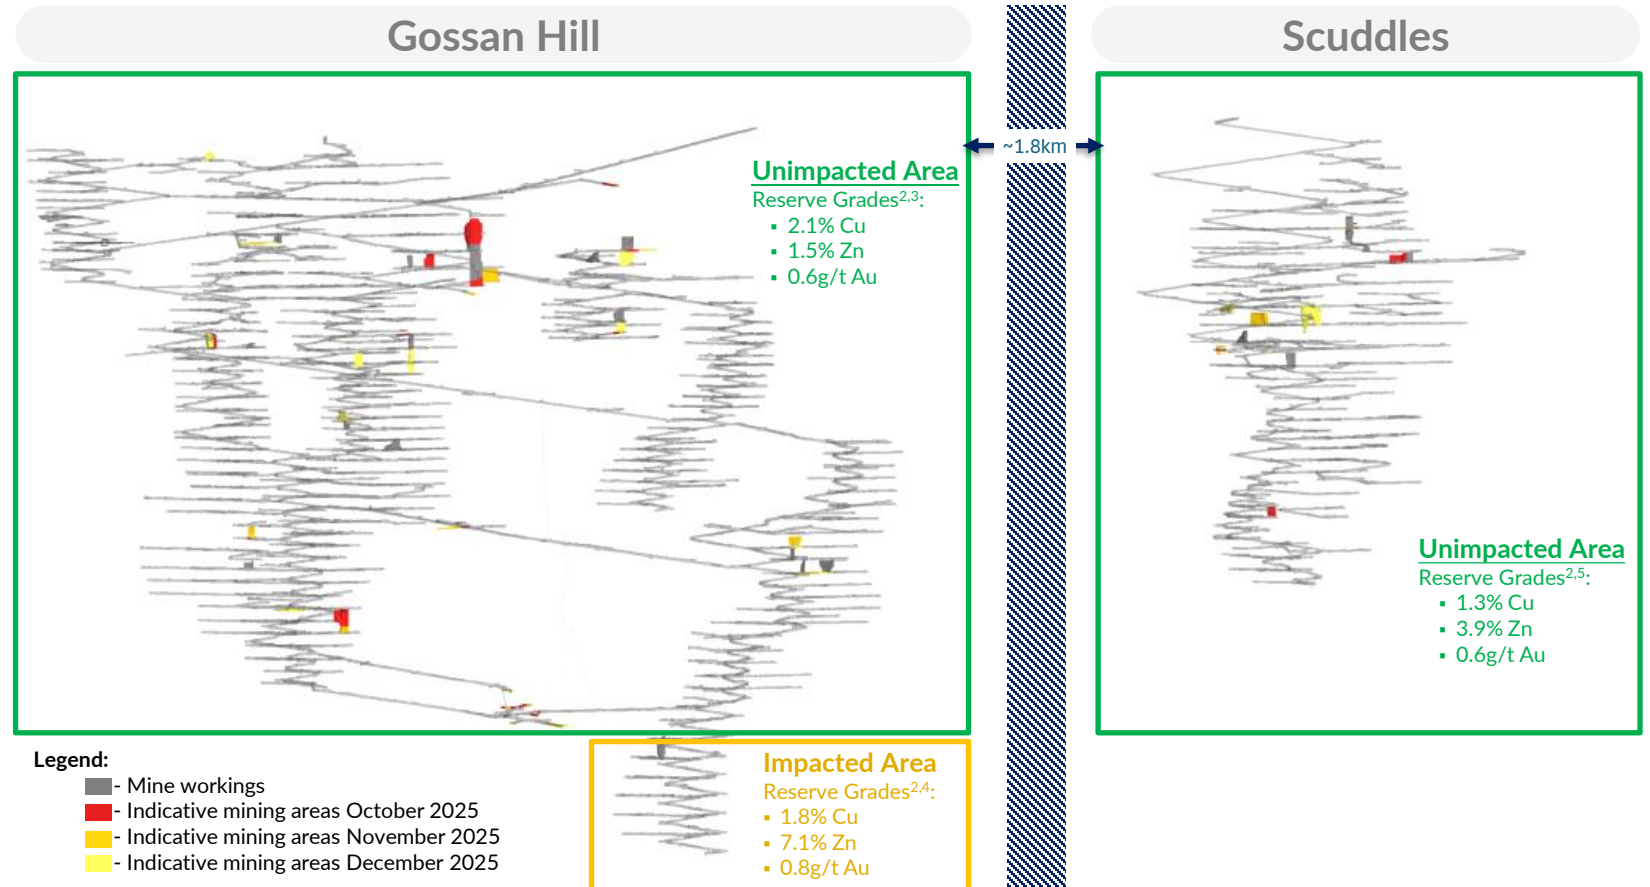 Gossan Hill
Scuddles
~1.8km
Unimpacted Area
Reserve Grades2,3:
▪ 2.1% Cu
▪ 1.5% Zn
▪ 0.6g/t Au
Unimpacted Area
Reserve Grades2,5:
▪ 1.3% Cu
▪ 3.9% Zn
▪ 0.6g/t Au
Legend:
- Mine workings
- Indicative mining areas October 2025
- Indicative mining areas November 2025
- Indicative mining areas December 2025
Impacted Area
Reserve Grades2,4:
▪ 1.8% Cu
▪ 7.1% Zn
▪ 0.8g/t Au